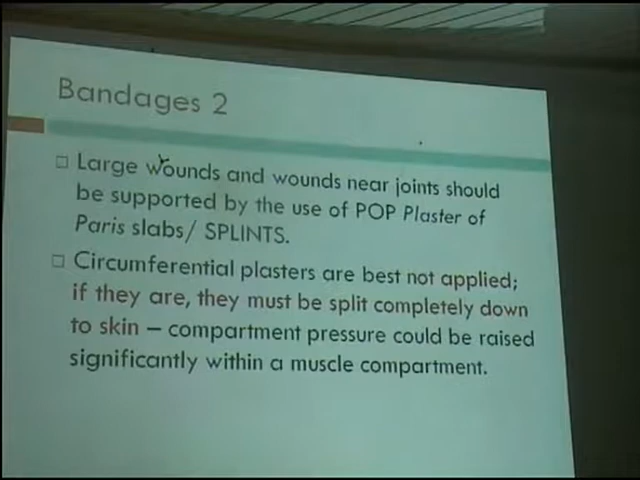 Bandages 2
□ Large wounds and wounds near joints should
be supported by the use of POP Plaster of
Paris slabs/ SPLINTS.
□ Circumferential plasters are best not applied;
if they are, they must be split completely down
to skin – compartment pressure could be raised
significantly within a muscle compartment.